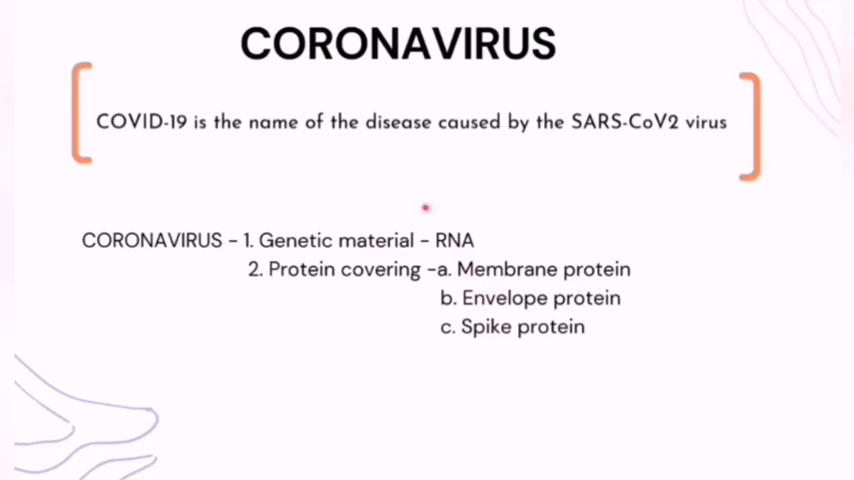 CORONAVIRUS
COVID-19 is the name of the disease caused by the SARS-CoV2 virus
CORONAVIRUS - 1. Genetic material - RNA
2. Protein covering -a. Membrane protein
b. Envelope protein
c. Spike protein